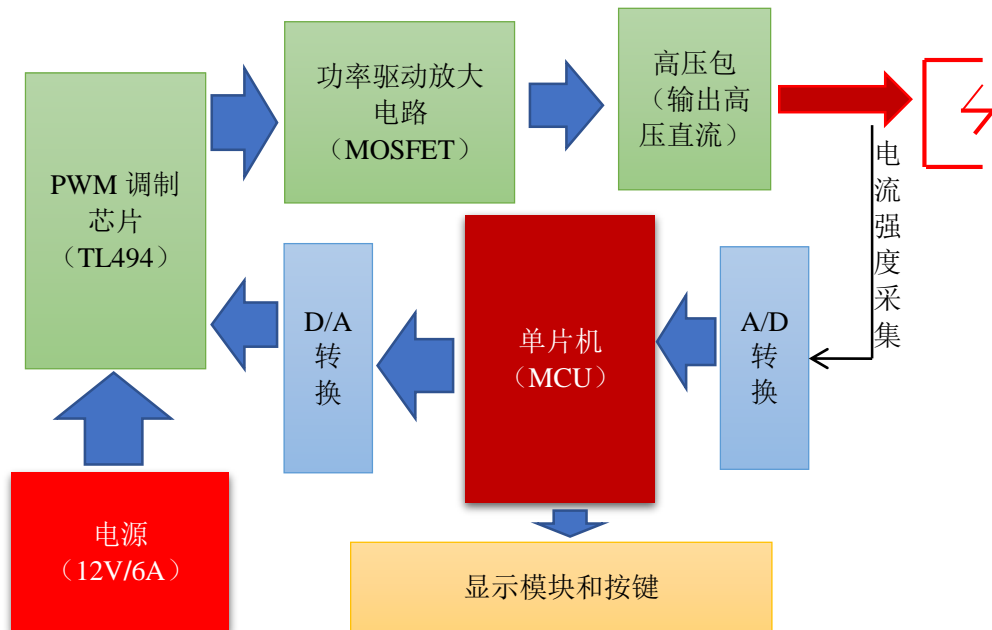 PWM 调制
芯片
（TL494）
功率驱动放大
电路
（MOSFET）
高压包
（输出高
压直流）
电
流
强
度
采
集
D/A
转
换
单片机
（MCU）
A/D
转
换
电源
（12V/6A）
显示模块和按键